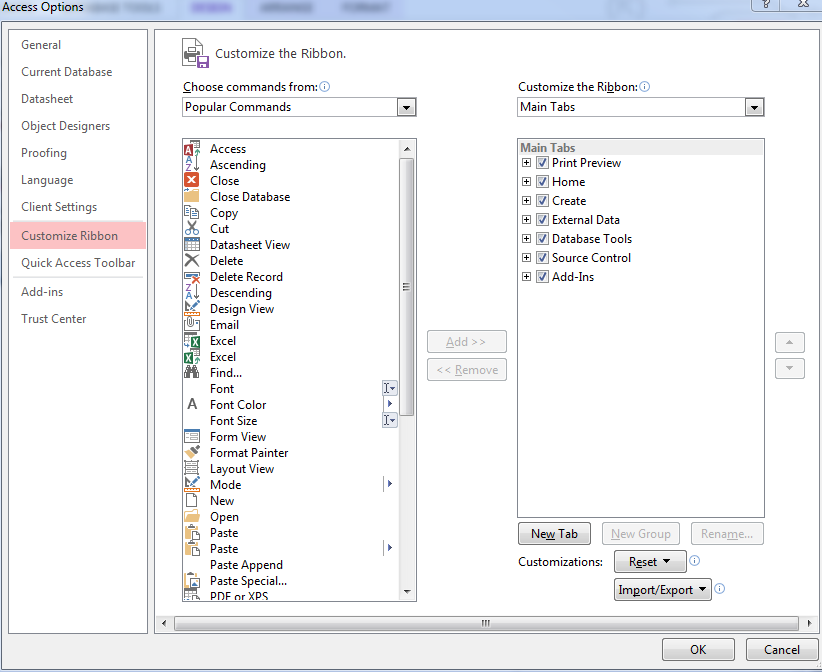 Access Options
DESIGN
ARRANGE
FORMAT
General
Current Database
Datasheet
Object Designers
Proofing
Language
Client Settings
Customize Ribbon
Quick Access Toolbar
Add-ins
Trust Center
Customize the Ribbon.
Choose commands from:
Popular Commands
Access
Ascending
Close
Close Database
Copy
Cut
Datasheet View
Delete
Delete Record
Descending
Design View
Email
Excel
Excel
Find...
Font
Font Color
Font Size
Form View
Format Painter
Layout View
Mode
New
Open
Paste
Paste
Paste Append
Paste Special...
PDF or XPS
Add >>
<< Remove
Customize the Ribbon:
Main Tabs
Main Tabs
Print Preview
Home
Create
External Data
Database Tools
Source Control
Add-Ins
New Tab
New Group
Rename...
Customizations:
Reset
Import/Export
OK
Cancel